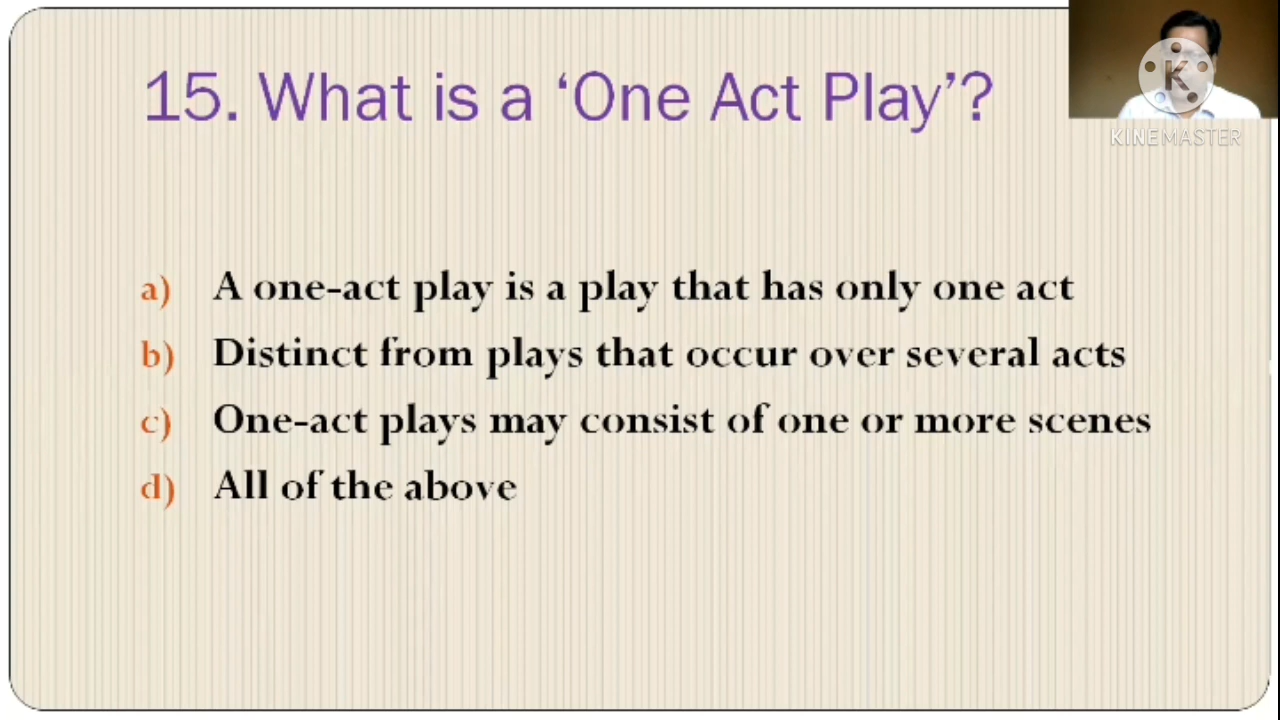 15. What is a ‘One Act Play’?
K
KINEMASTER
a) A one-act play is a play that has only one act
b) Distinct from plays that occur over several acts
c) One-act plays may consist of one or more scenes
d) All of the above